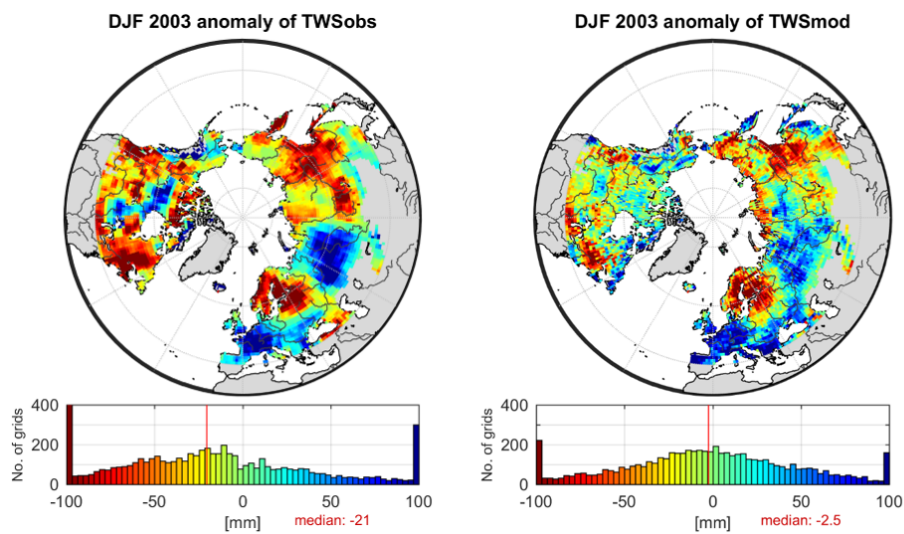 DJF 2003 anomaly of TWSobs
DJF 2003 anomaly of TWSmod
No. of grids
400
200
0
-100
-50
0
50
100
[mm]
median: -21
No. of grids
400
200
0
-100
-50
0
50
100
[mm]
median: -2.5